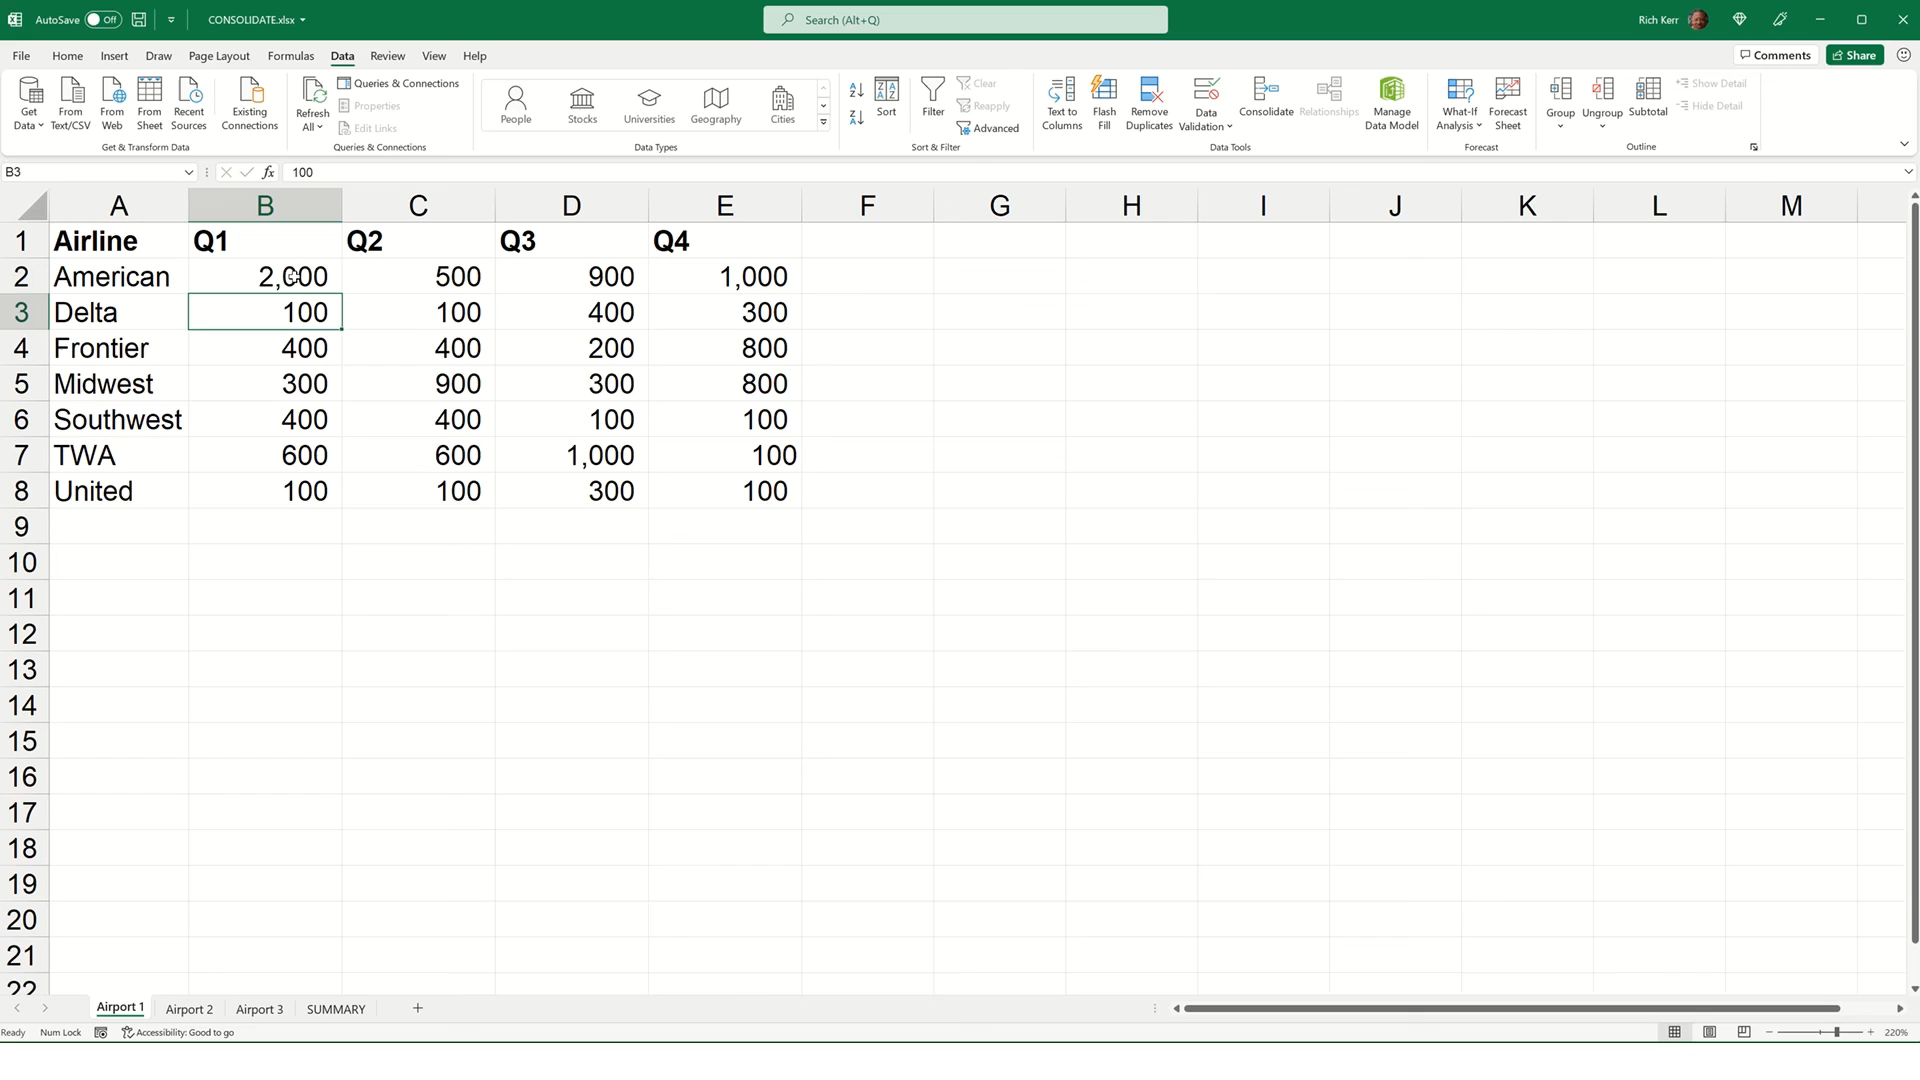 AutoSave Off CONSOLIDATE.xlsx Search (Alt+Q) Rich Kerr
File Home Insert Draw Page Layout Formulas Data Review View Help Comments Share
Get Data From Text/CSV From Web From Sheet Recent Sources Existing Connections
Get & Transform Data
Refresh All Queries & Connections Properties Edit Links
Queries & Connections
People Stocks Universities Geography Cities
Data Types
Sort Filter Clear Reapply Advanced
Sort & Filter
Text to Columns Flash Fill Remove Duplicates Data Validation Consolidate Relationships Manage Data Model
Data Tools
What-If Analysis Forecast Sheet
Forecast
Group Ungroup Subtotal Show Detail Hide Detail
Outline
B3 fx 100
A B C D E F G H I J K L M
1 Airline Q1 Q2 Q3 Q4
2 American 2,000 500 900 1,000
3 Delta 100 100 400 300
4 Frontier 400 400 200 800
5 Midwest 300 900 300 800
6 Southwest 400 400 100 100
7 TWA 600 600 1,000 100
8 United 100 100 300 100
9
10
11
12
13
14
15
16
17
18
19
20
21
22
Airport 1 Airport 2 Airport 3 SUMMARY
Ready Num Lock Accessibility: Good to go 220%